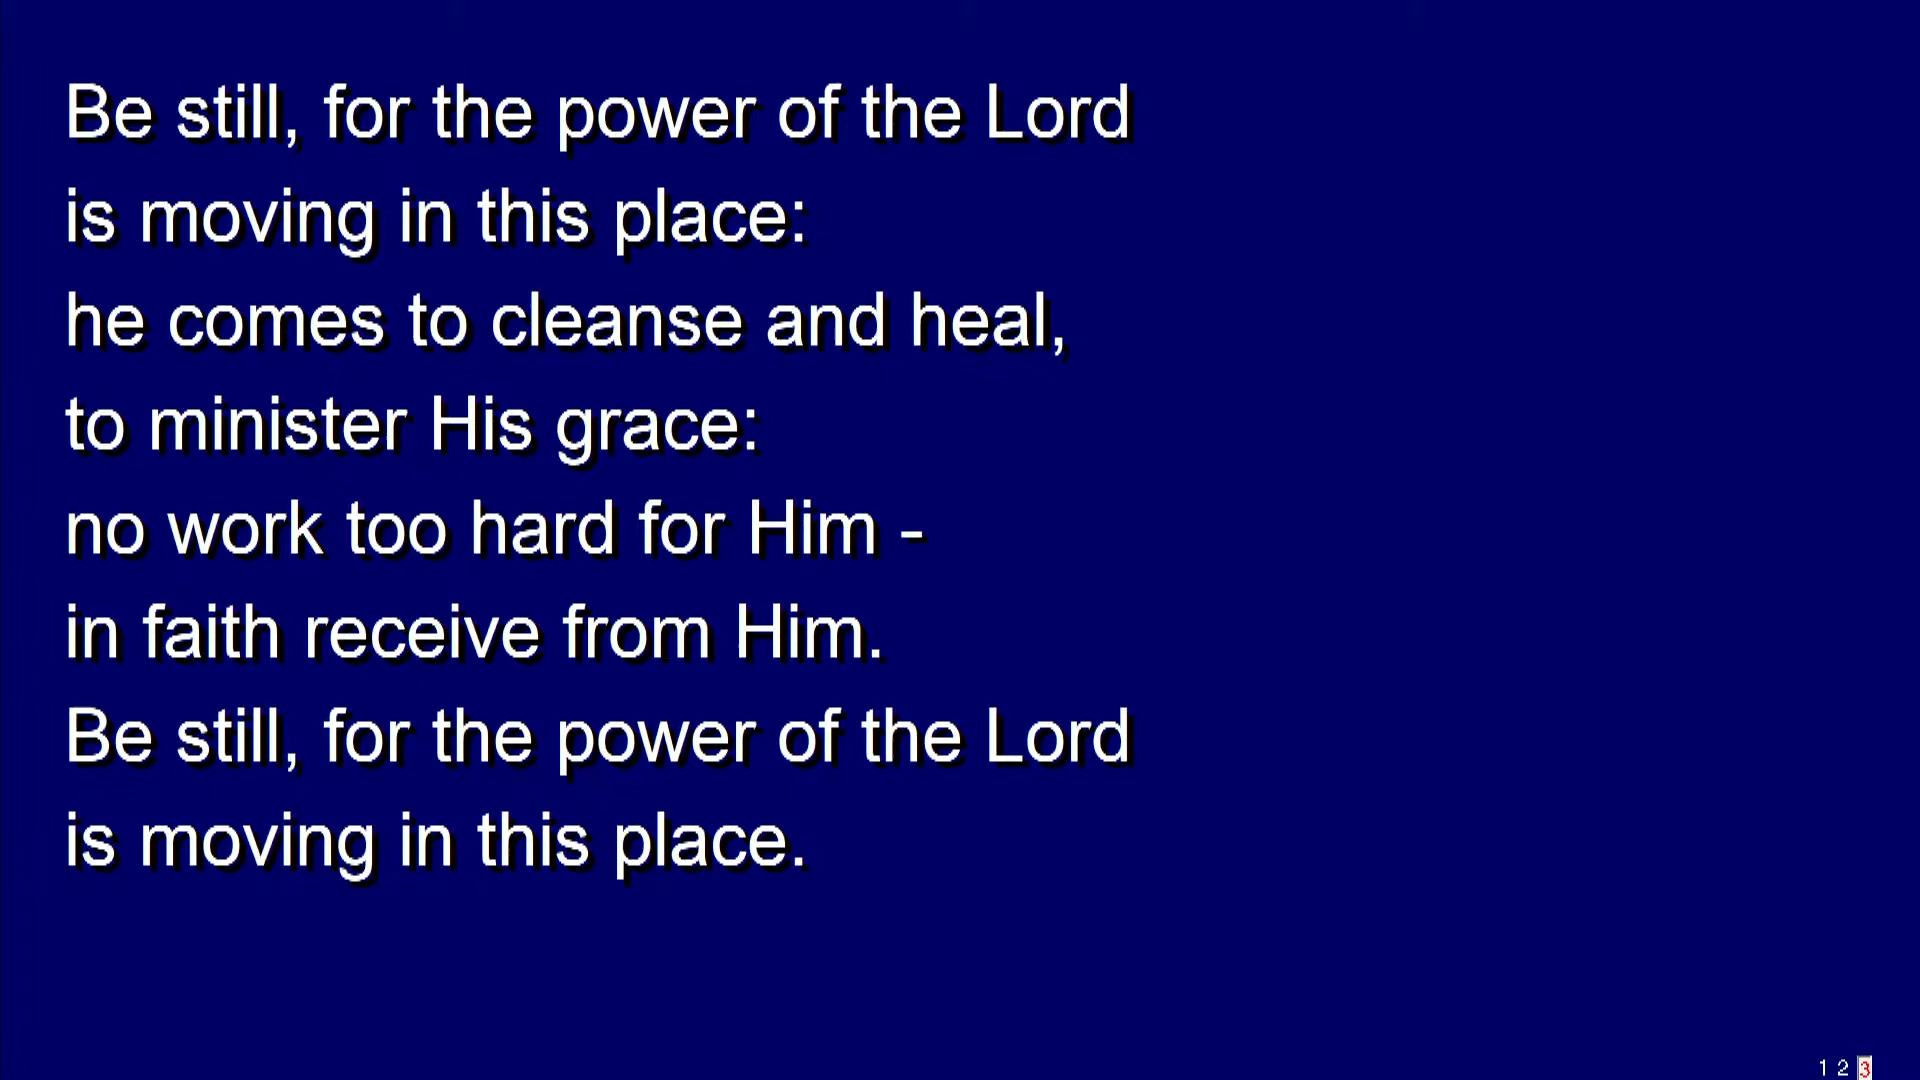 Be still, for the power of the Lord
is moving in this place:
he comes to cleanse and heal,
to minister His grace:
no work too hard for Him -
in faith receive from Him.
Be still, for the power of the Lord
is moving in this place.
1 2 3